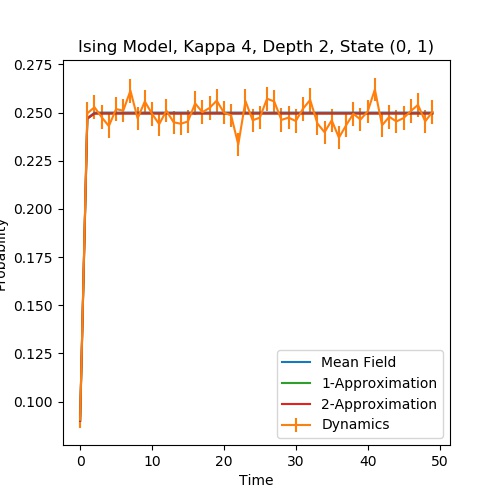 Ising Model, Kappa 4, Depth 2, State (0, 1)
0.275
0.250
0.225
0.200
0.175
0.150
0.125
0.100
Probability
0
10
20
30
40
50
Time
Mean Field
1-Approximation
2-Approximation
Dynamics